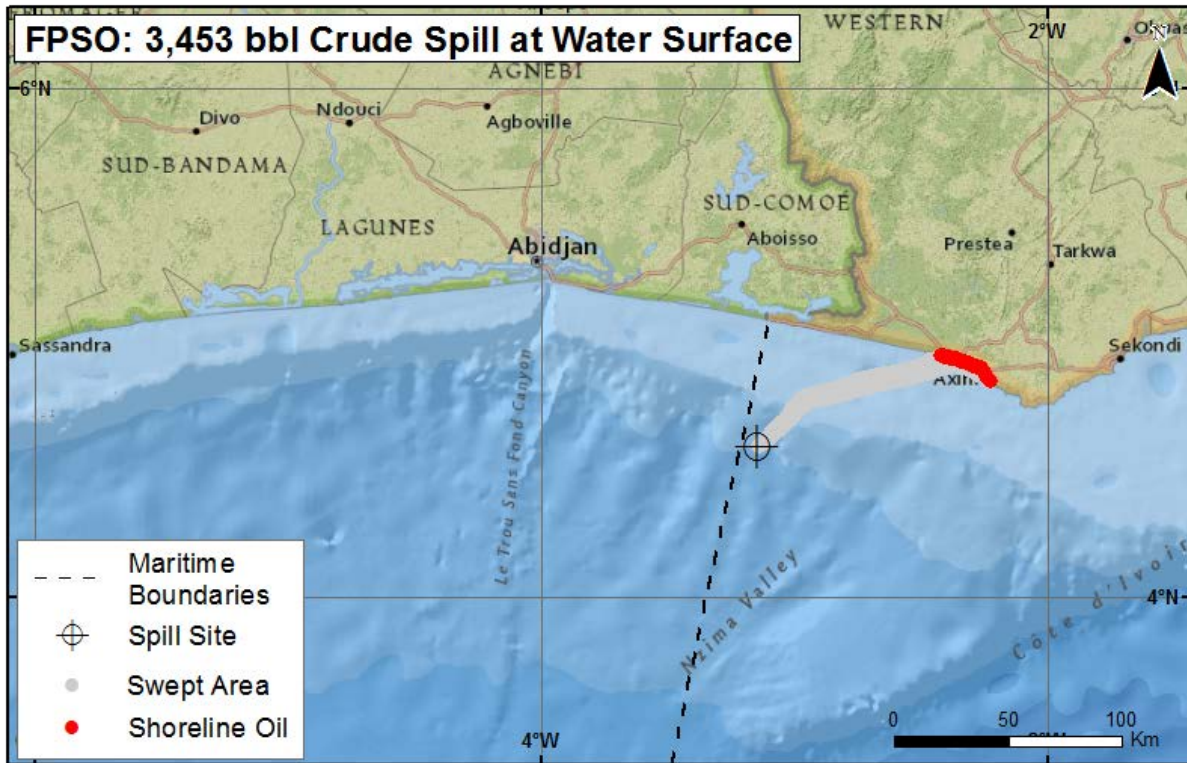 FPSO: 3,453 bbl Crude Spill at Water Surface
WESTERN
2°W
N
AGNEBI
6°N
Divo
Ndouci
Agboville
SUD-BANDAMA
LAGUNES
SUD-COMOE
Abidjan
Aboisso
Prestea
Tarkwa
Sassandra
Sekondi
Le Trou Sans Fond Canyon
Nzima Valley
4°N
Côte d'Ivoir
Maritime
Boundaries
Spill Site
Swept Area
Shoreline Oil
4°W
0 50 100
Km